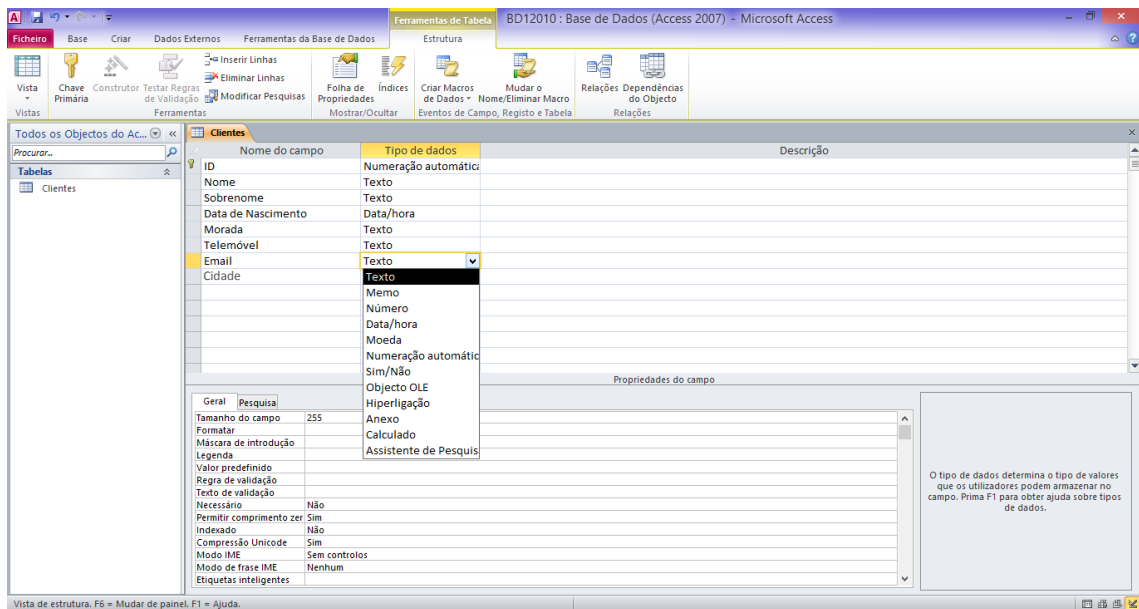 Ferramentas de Tabela
BD12010 : Base de Dados (Access 2007) - Microsoft Access
Ficheiro Base Criar Dados Externos Ferramentas da Base de Dados Estrutura
Vista
Chave Primária
Construtor
Testar Regras de Validação
Inserir Linhas
Eliminar Linhas
Modificar Pesquisas
Folha de Propriedades
Índices
Criar Macros de Dados
Mudar o Nome/Eliminar Macro
Relações
Dependências do Objecto
Vistas Ferramentas Mostrar/Ocultar Eventos de Campo, Registo e Tabela Relações
Todos os Objectos do Ac...
Procurar...
Tabelas
Clientes
Clientes
Nome do campo Tipo de dados Descrição
ID Numeração automática
Nome Texto
Sobrenome Texto
Data de Nascimento Data/hora
Morada Texto
Telemóvel Texto
Email Texto
Cidade
Texto
Memo
Número
Data/hora
Moeda
Numeração automátic
Sim/Não
Objecto OLE
Hiperligação
Anexo
Calculado
Assistente de Pesquis
Propriedades do campo
Geral Pesquisa
Tamanho do campo 255
Formatar
Máscara de introdução
Legenda
Valor predefinido
Regra de validação
Texto de validação
Necessário Não
Permitir comprimento zer Sim
Indexado Não
Compressão Unicode Sim
Modo IME Sem controlos
Modo de frase IME Nenhum
Etiquetas inteligentes
O tipo de dados determina o tipo de valores
que os utilizadores podem armazenar no
campo. Prima F1 para obter ajuda sobre tipos
de dados.
Vista de estrutura. F6 = Mudar de painel. F1 = Ajuda.